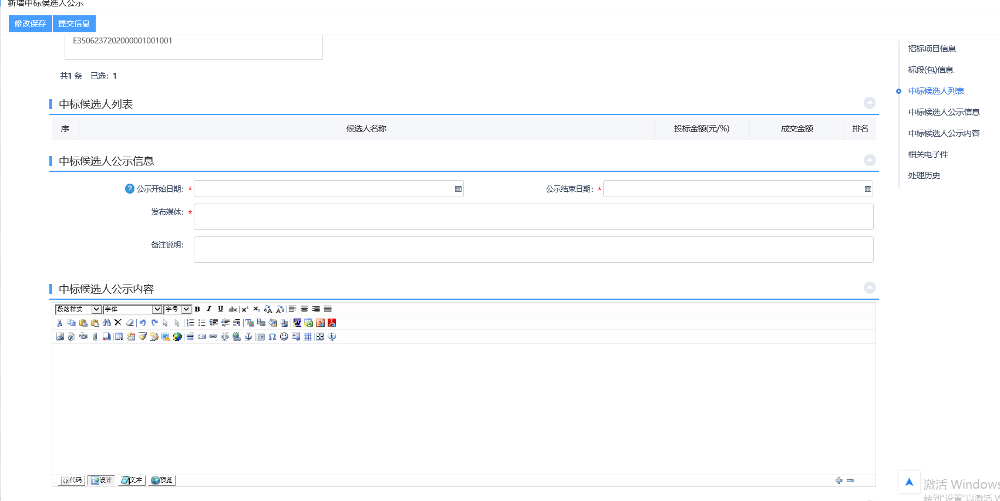 新增中标候选人公示
修改保存 提交信息
E3506237202000001001001
共1 条 已选：1
中标候选人列表
序 候选人名称 投标金额(元/%) 成交金额 排名
中标候选人公示信息
? 公示开始日期： * 公示结束日期： *
发布媒体： *
备注说明：
中标候选人公示内容
段落样式 字体 字号
代码 设计 文本 预览
招标项目信息
标段(包)信息
中标候选人列表
中标候选人公示信息
中标候选人公示内容
相关电子件
处理历史
激活 Windows
转到"设置"以激活 W